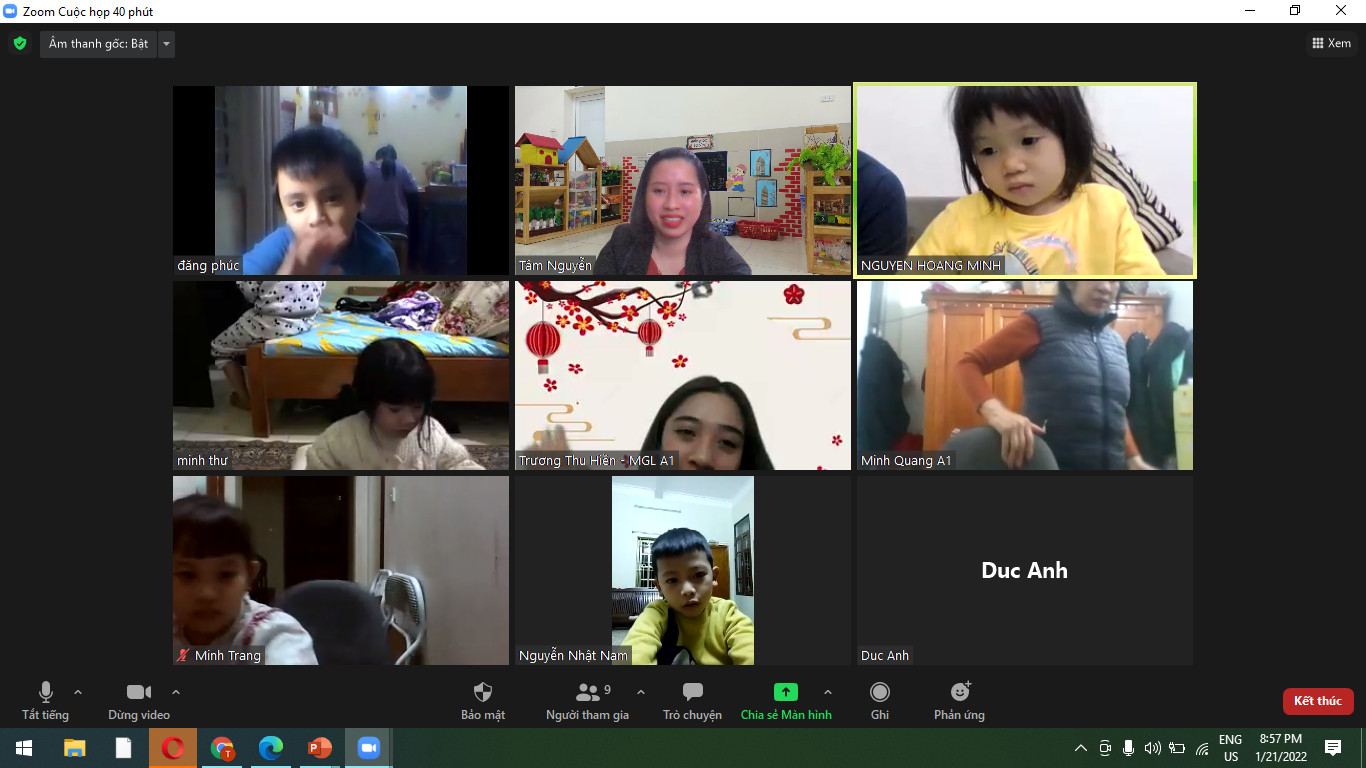 Zoom Cuộc họp 40 phút
Âm thanh gốc: Bật
Xem
đăng phúc
Tâm Nguyễn
NGUYEN HOANG MINH
minh thư
Trương Thu Hiền - MGL A1
Minh Quang A1
Minh Trang
Nguyễn Nhật Nam
Duc Anh
Duc Anh
Tắt tiếng
Dừng video
Bảo mật
9
Người tham gia
Trò chuyện
Chia sẻ Màn hình
Ghi
Phản ứng
Kết thúc
ENG
US
8:57 PM
1/21/2022